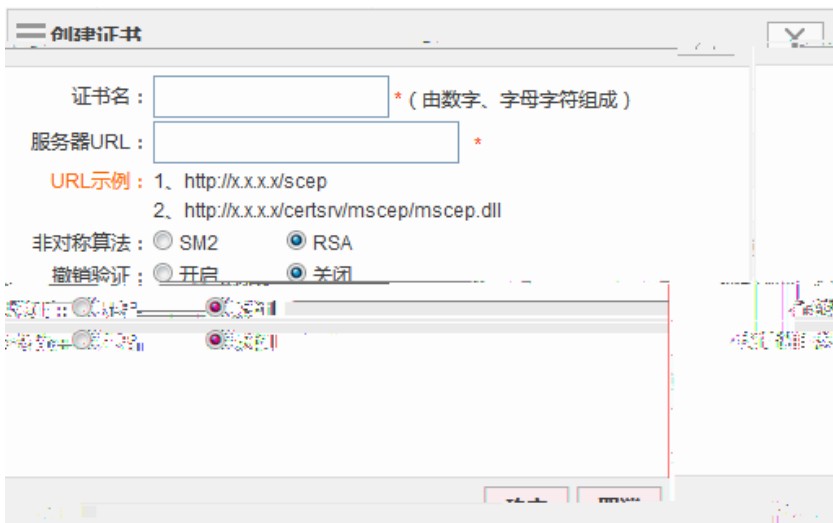 创建证书
证书名：
*（由数字、字母字符组成）
服务器URL：
*
URL示例：1、http://x.x.x.x/scep
2、http://x.x.x.x/certsrv/mscep/mscep.dll
非对称算法： SM2 RSA
撤销验证： 开启 关闭